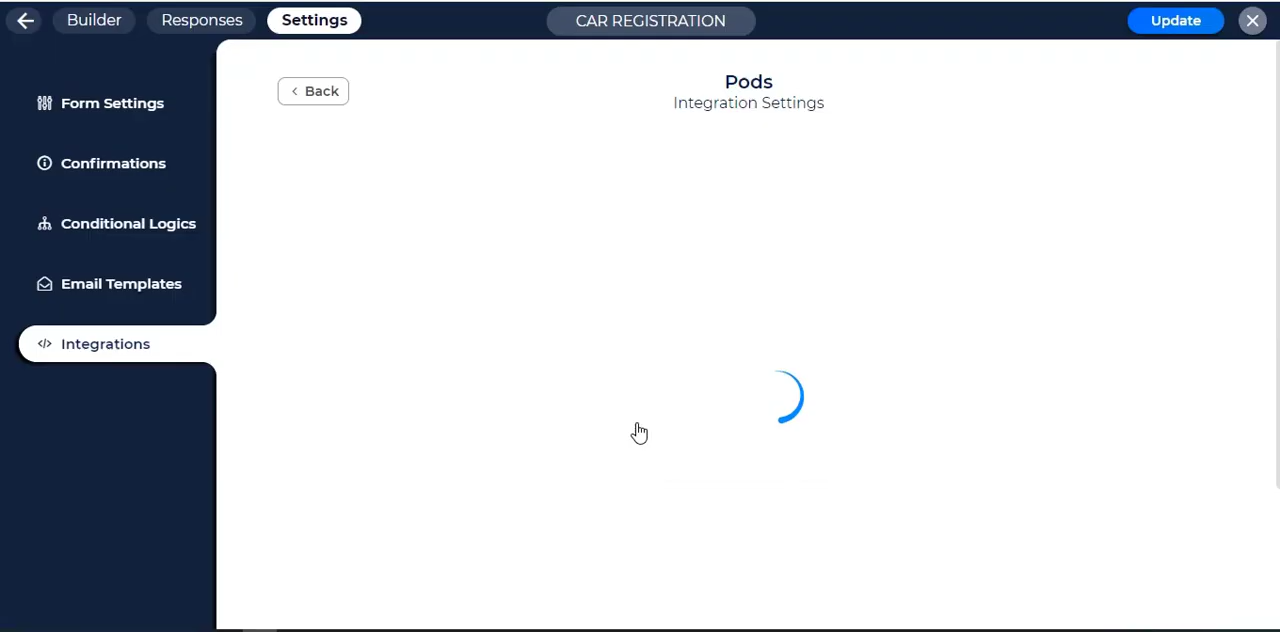 Builder
Responses
Settings
CAR REGISTRATION
Update
Form Settings
Confirmations
Conditional Logics
Email Templates
Integrations
Back
Pods
Integration Settings